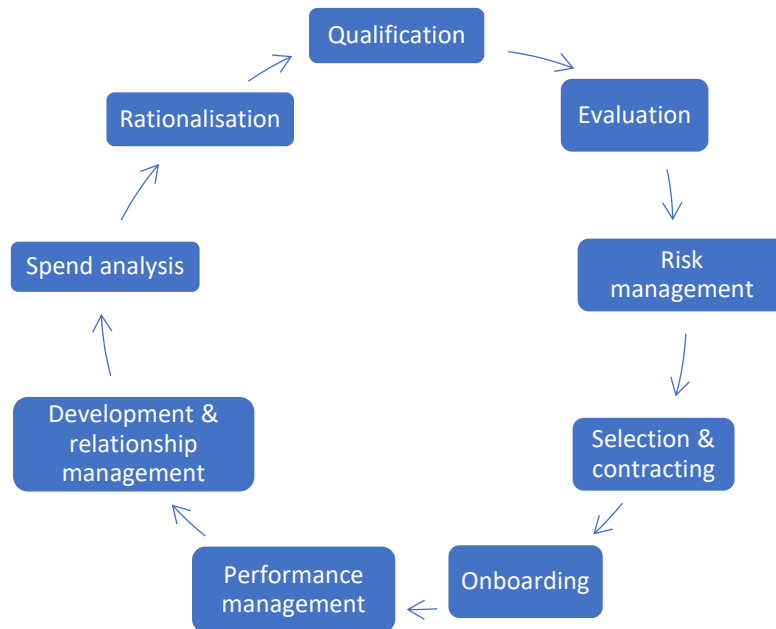 Qualification
Evaluation
Risk
management
Selection &
contracting
Onboarding
Performance
management
Development &
relationship
management
Spend analysis
Rationalisation